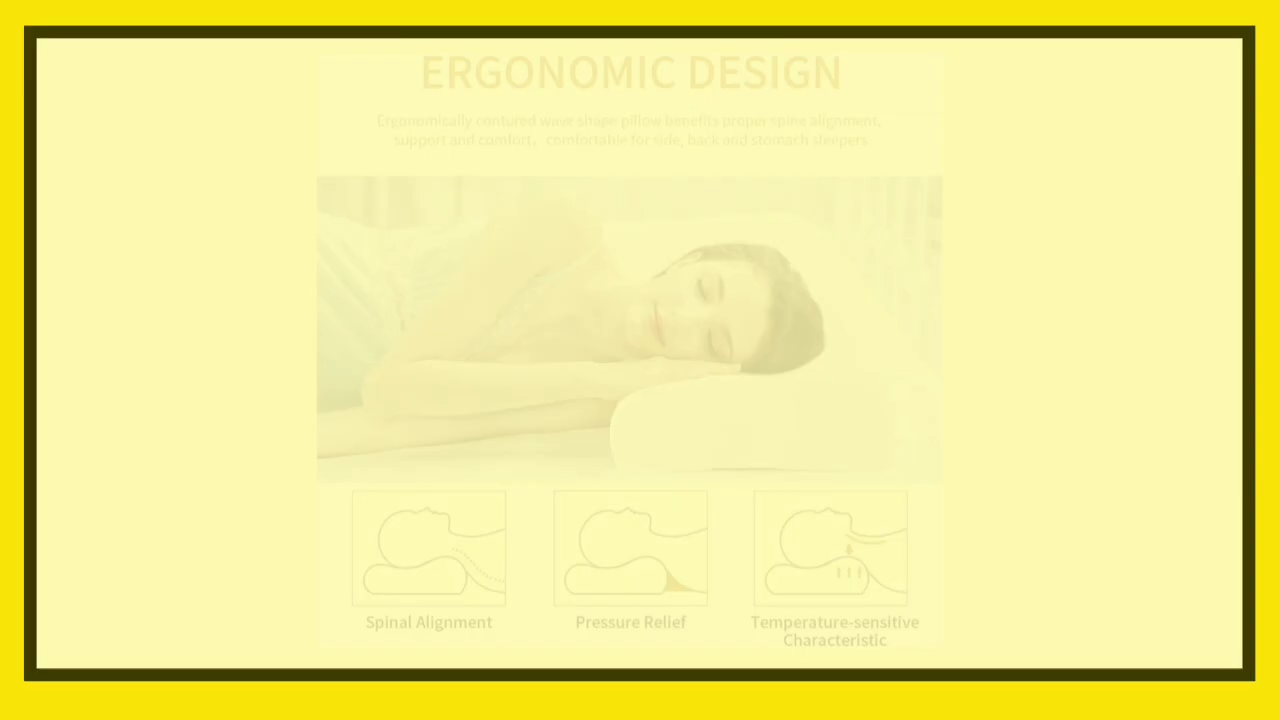 ERGONOMIC DESIGN
Ergonomically contured wave shape pillow benefits proper spine alignment,
support and comfort, comfortable for side, back and stomach sleepers
Spinal Alignment
Pressure Relief
Temperature-sensitive
Characteristic